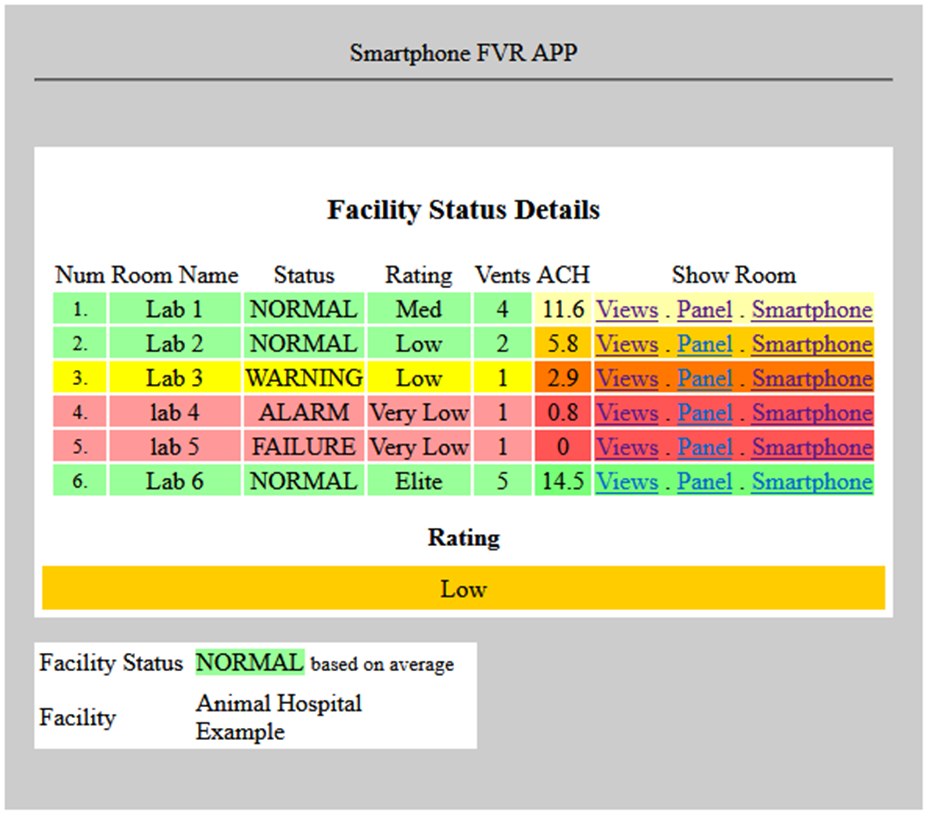 Smartphone FVR APP
Facility Status Details
Num Room Name Status Rating Vents ACH Show Room
1. Lab 1 NORMAL Med 4 11.6 Views . Panel . Smartphone
2. Lab 2 NORMAL Low 2 5.8 Views . Panel . Smartphone
3. Lab 3 WARNING Low 1 2.9 Views . Panel . Smartphone
4. lab 4 ALARM Very Low 1 0.8 Views . Panel . Smartphone
5. lab 5 FAILURE Very Low 1 0 Views . Panel . Smartphone
6. Lab 6 NORMAL Elite 5 14.5 Views . Panel . Smartphone
Rating
Low
Facility Status NORMAL based on average
Facility Animal Hospital
Example